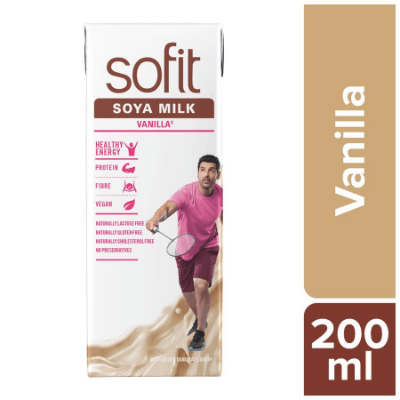 sofit
SOYA MILK
VANILLA#
HEALTHY
ENERGY
PROTEIN
FIBRE
VEGAN
NATURALLY LACTOSE FREE
NATURALLY GLUTEN FREE
NATURALLY CHOLESTEROL FREE
NO PRESERVATIVES
Vanilla
200
ml